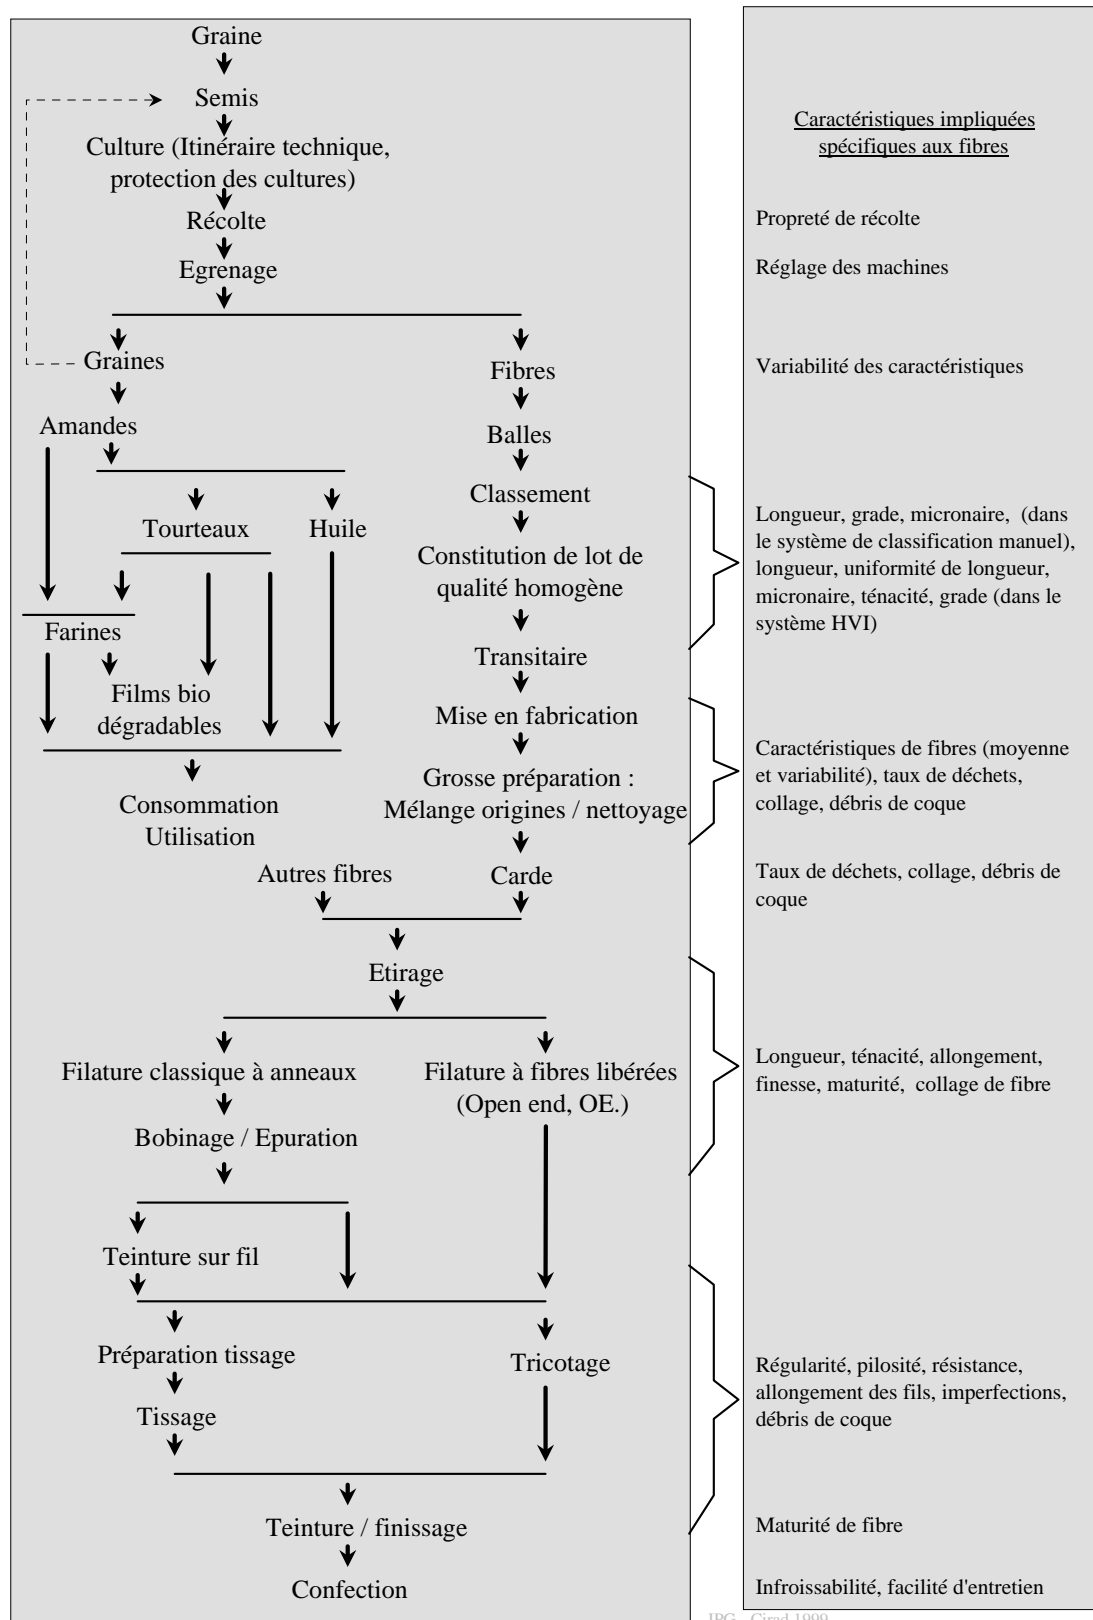 Graine
Semis
Culture (Itinéraire technique,
protection des cultures)
Récolte
Egrenage
Graines
Fibres
Amandes
Balles
Classement
Tourteaux
Huile
Constitution de lot de
qualité homogène
Farines
Transitaire
Films bio
dégradables
Mise en fabrication
Grosse préparation :
Mélange origines / nettoyage
Consommation
Utilisation
Autres fibres
Carde
Etirage
Filature classique à anneaux
Filature à fibres libérées
(Open end, OE.)
Bobinage / Epuration
Teinture sur fil
Préparation tissage
Tricotage
Tissage
Teinture / finissage
Confection
Caractéristiques impliquées
spécifiques aux fibres
Propreté de récolte
Réglage des machines
Variabilité des caractéristiques
Longueur, grade, micronaire, (dans
le système de classification manuel),
longueur, uniformité de longueur,
micronaire, ténacité, grade (dans le
système HVI)
Caractéristiques de fibres (moyenne
et variabilité), taux de déchets,
collage, débris de coque
Taux de déchets, collage, débris de
coque
Longueur, ténacité, allongement,
finesse, maturité, collage de fibre
Régularité, pilosité, résistance,
allongement des fils, imperfections,
débris de coque
Maturité de fibre
Infroissabilité, facilité d'entretien
Cirad 1999